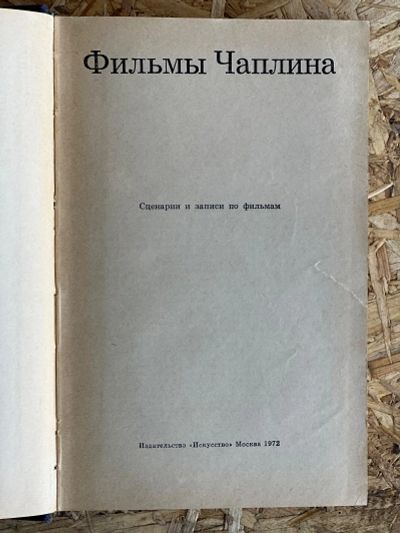 Фильмы Чаплина
Сценарии и записи по фильмам
Издательство «Искусство» Москва 1972